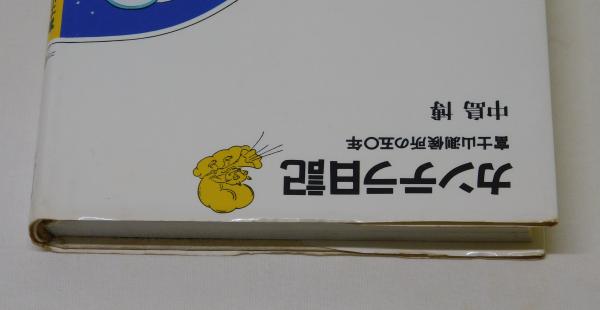 カンテラ日記
富士山測候所の五〇年
中島 博